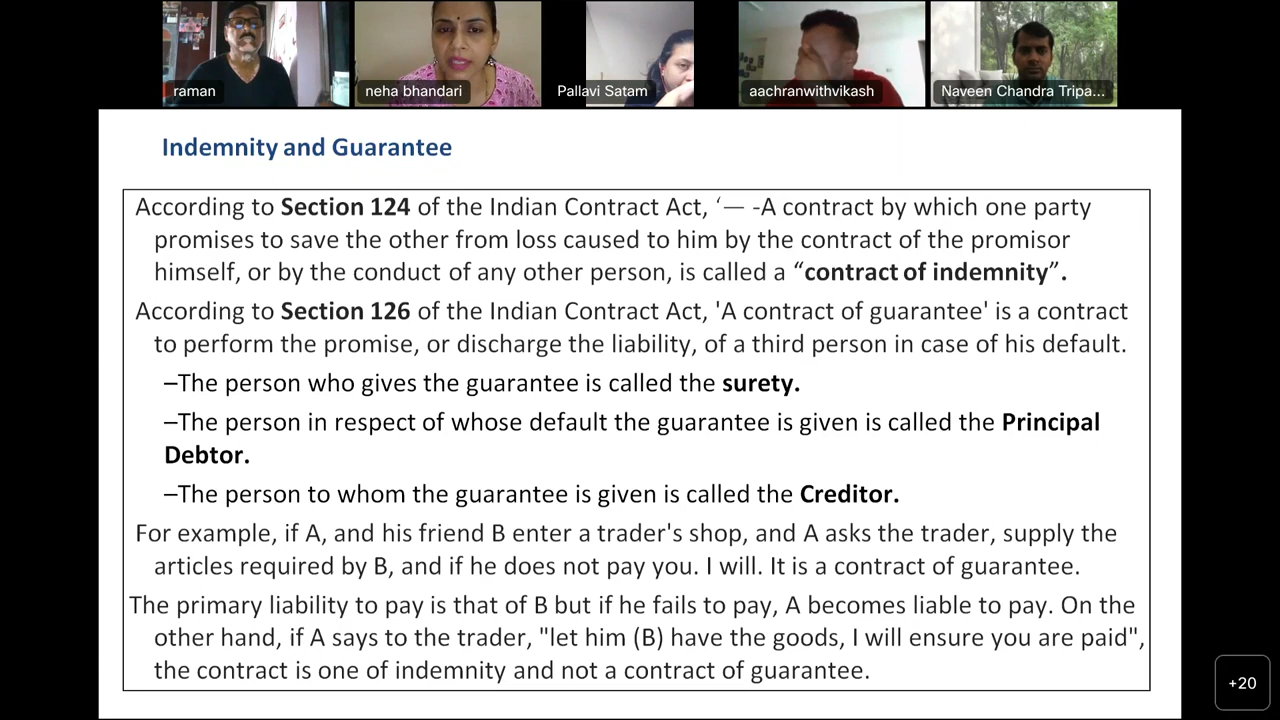 raman
neha bhandari
Pallavi Satam
aachranwithvikash
Naveen Chandra Tripa...
Indemnity and Guarantee
According to Section 124 of the Indian Contract Act, ‘— -A contract by which one party
promises to save the other from loss caused to him by the contract of the promisor
himself, or by the conduct of any other person, is called a “contract of indemnity”.
According to Section 126 of the Indian Contract Act, 'A contract of guarantee' is a contract
to perform the promise, or discharge the liability, of a third person in case of his default.
–The person who gives the guarantee is called the surety.
–The person in respect of whose default the guarantee is given is called the Principal
Debtor.
–The person to whom the guarantee is given is called the Creditor.
For example, if A, and his friend B enter a trader's shop, and A asks the trader, supply the
articles required by B, and if he does not pay you. I will. It is a contract of guarantee.
The primary liability to pay is that of B but if he fails to pay, A becomes liable to pay. On the
other hand, if A says to the trader, "let him (B) have the goods, I will ensure you are paid",
the contract is one of indemnity and not a contract of guarantee.
+20